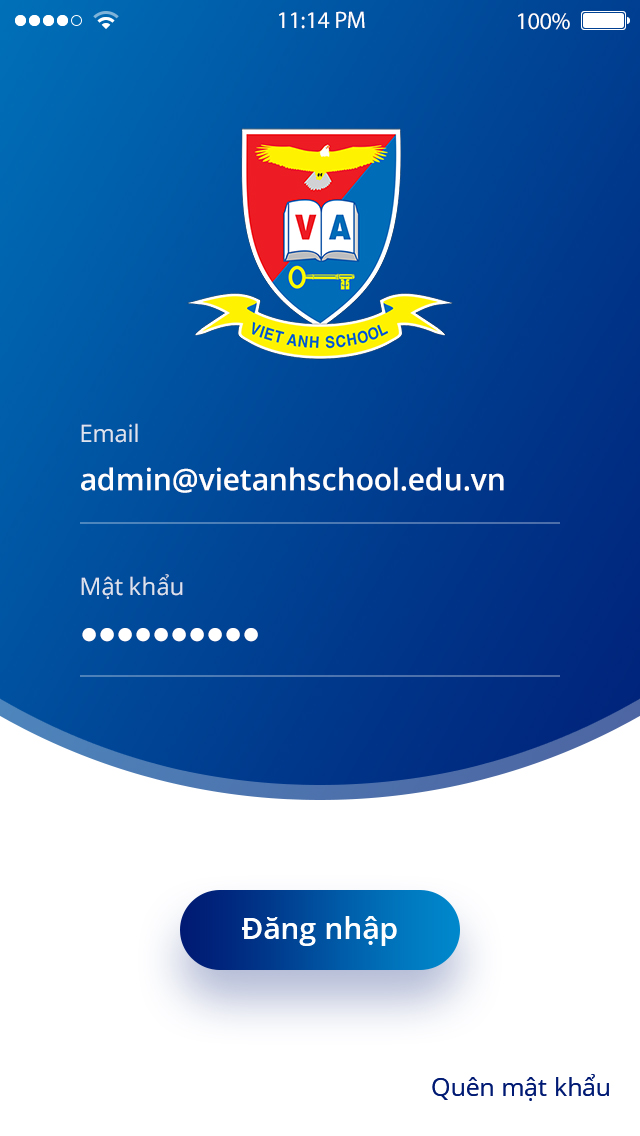 11:14 PM
100%
V A
VIET ANH SCHOOL
Email
admin@vietanhschool.edu.vn
Mật khẩu
Đăng nhập
Quên mật khẩu